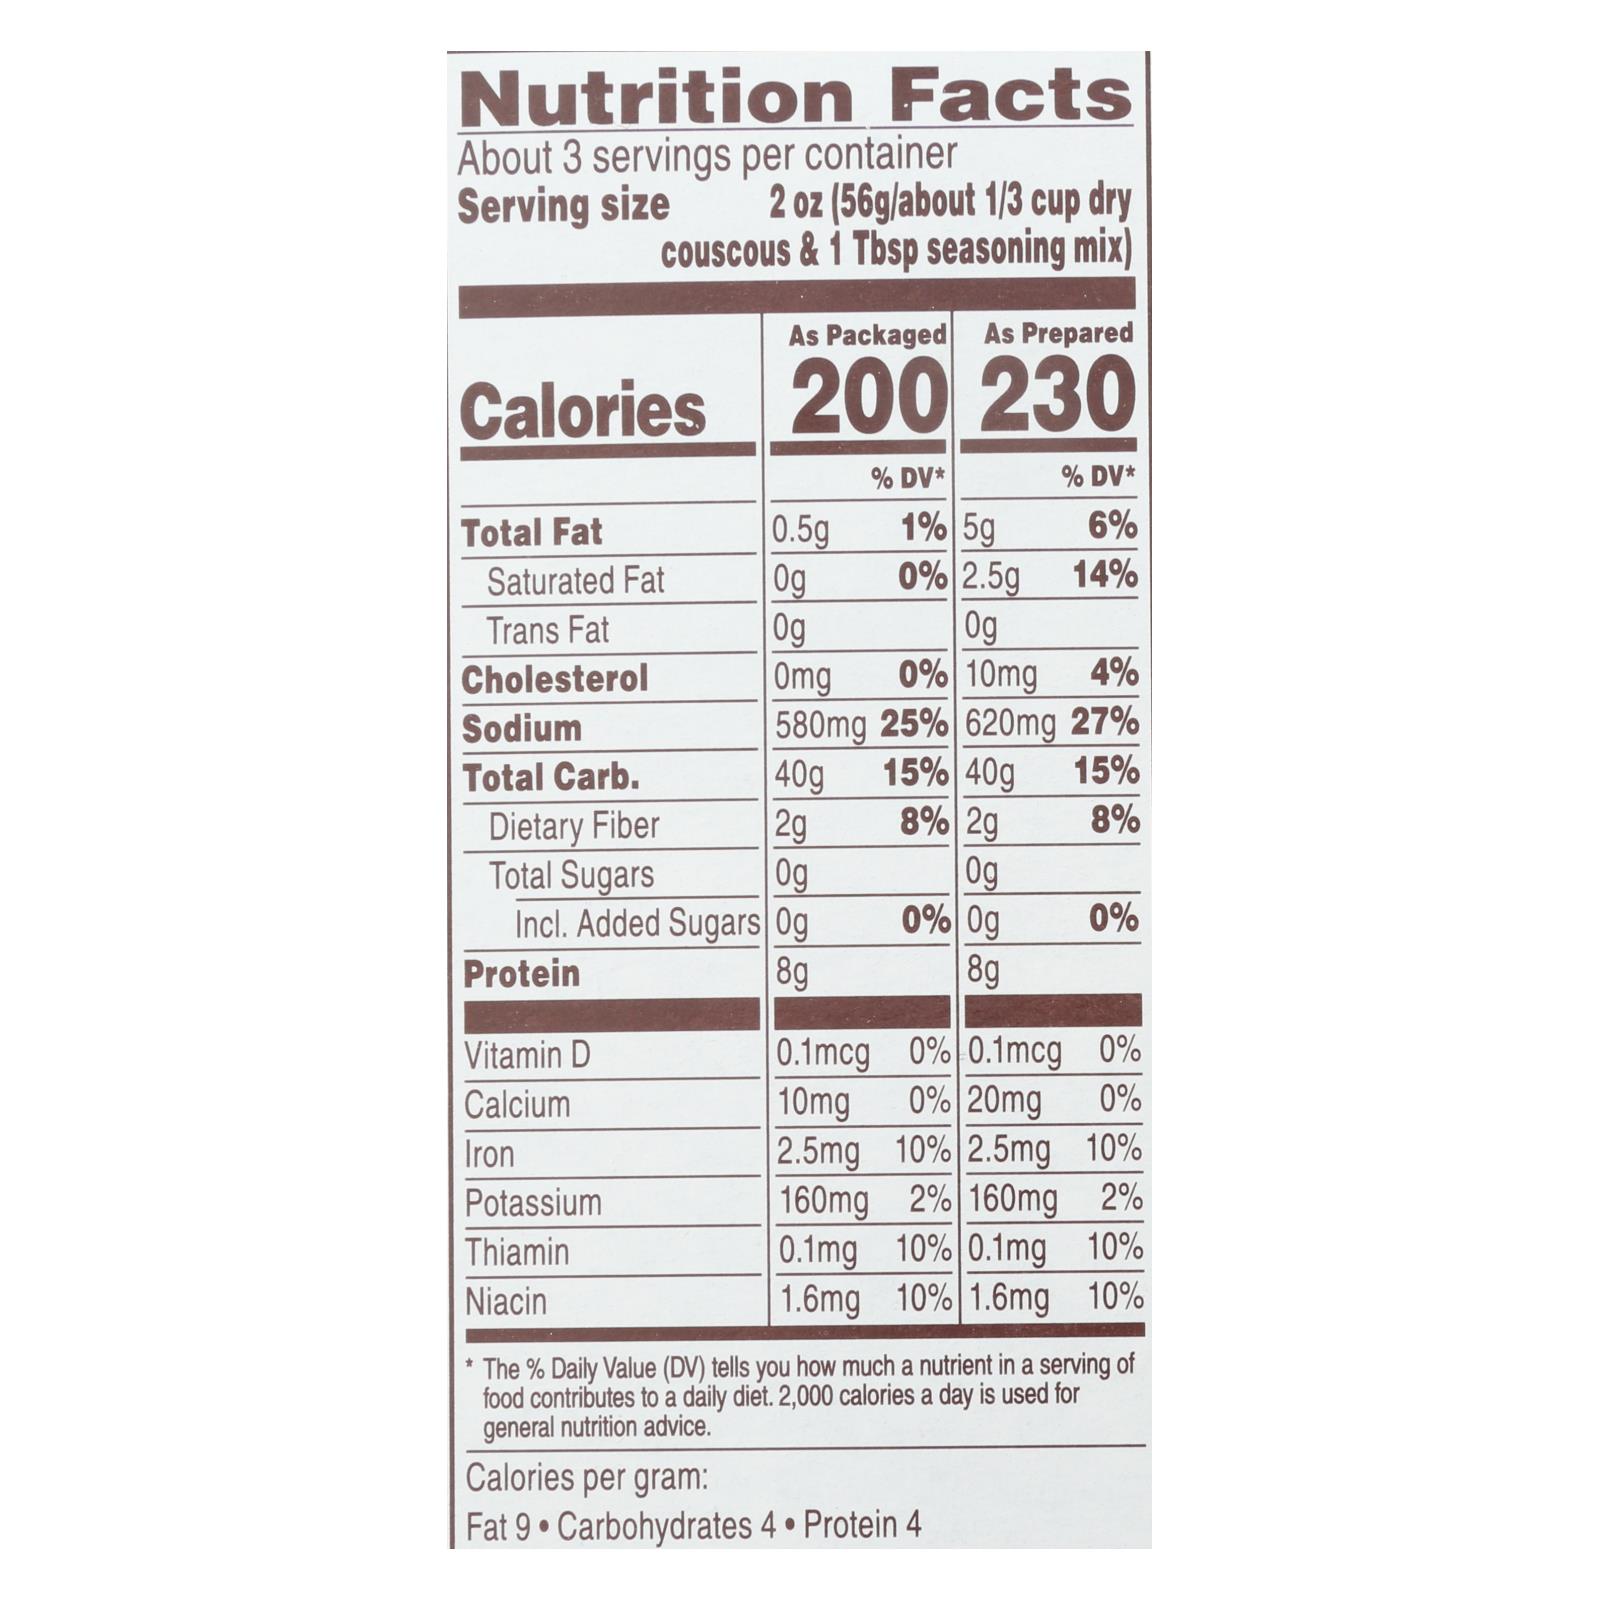 Nutrition Facts
About 3 servings per container
Serving size 2 oz (56g/about 1/3 cup dry
couscous & 1 Tbsp seasoning mix)
As Packaged As Prepared
Calories 200 230
% DV* % DV*
Total Fat 0.5g 1% 5g 6%
Saturated Fat 0g 0% 2.5g 14%
Trans Fat 0g 0g
Cholesterol 0mg 0% 10mg 4%
Sodium 580mg 25% 620mg 27%
Total Carb. 40g 15% 40g 15%
Dietary Fiber 2g 8% 2g 8%
Total Sugars 0g 0g
Incl. Added Sugars 0g 0% 0g 0%
Protein 8g 8g
Vitamin D 0.1mcg 0% 0.1mcg 0%
Calcium 10mg 0% 20mg 0%
Iron 2.5mg 10% 2.5mg 10%
Potassium 160mg 2% 160mg 2%
Thiamin 0.1mg 10% 0.1mg 10%
Niacin 1.6mg 10% 1.6mg 10%
* The % Daily Value (DV) tells you how much a nutrient in a serving of
food contributes to a daily diet. 2,000 calories a day is used for
general nutrition advice.
Calories per gram:
Fat 9 • Carbohydrates 4 • Protein 4